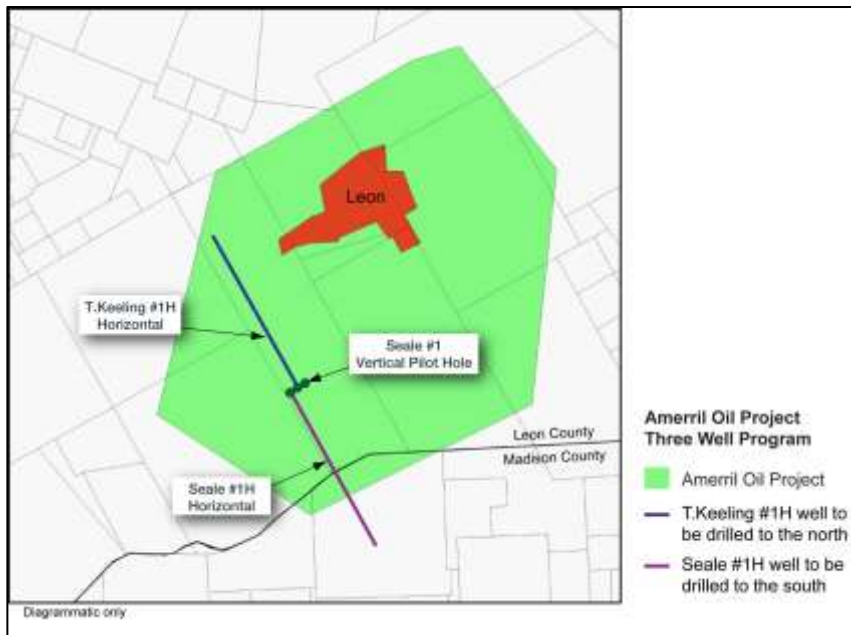 Leon
T.Keeling #1H
Horizontal
Seale #1
Vertical Pilot Hole
Leon County
Madison County
Seale #1H
Horizontal
Amerril Oil Project
Three Well Program
Amerril Oil Project
T.Keeling #1H well to
be drilled to the north
Seale #1H well to be
drilled to the south
Diagrammatic only